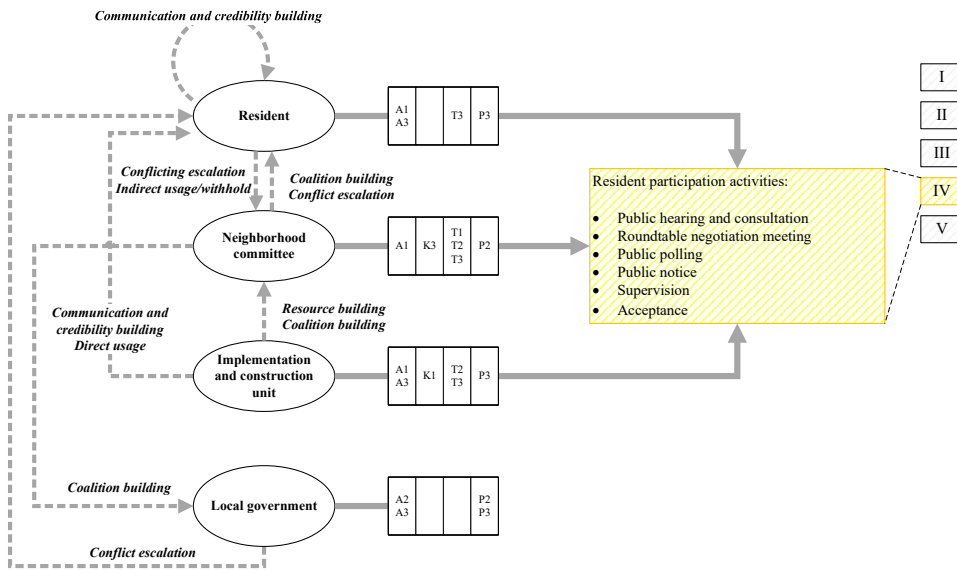 Communication and credibility building
Resident
A1
A3
T3
P3
Conflicting escalation
Indirect usage/withhold
Coalition building
Conflict escalation
Neighborhood
committee
A1
K3
T1
T2
T3
P2
Resource building
Coalition building
Communication and
credibility building
Direct usage
Implementation
and construction
unit
A1
A3
K1
T2
T3
P3
Coalition building
Local government
A2
A3
P2
P3
Conflict escalation
Resident participation activities:
● Public hearing and consultation
● Roundtable negotiation meeting
● Public polling
● Public notice
● Supervision
● Acceptance
I
II
III
IV
V